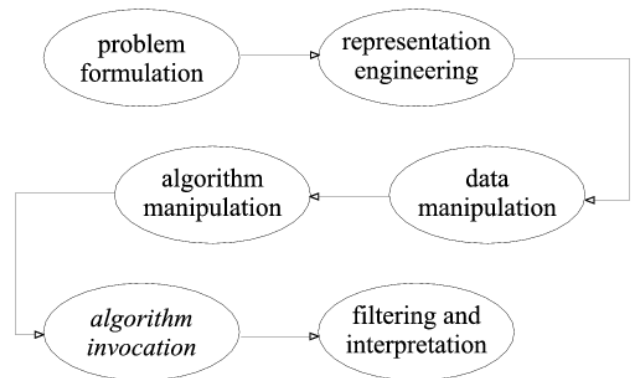 problem
formulation
representation
engineering
algorithm
manipulation
data
manipulation
algorithm
invocation
filtering and
interpretation